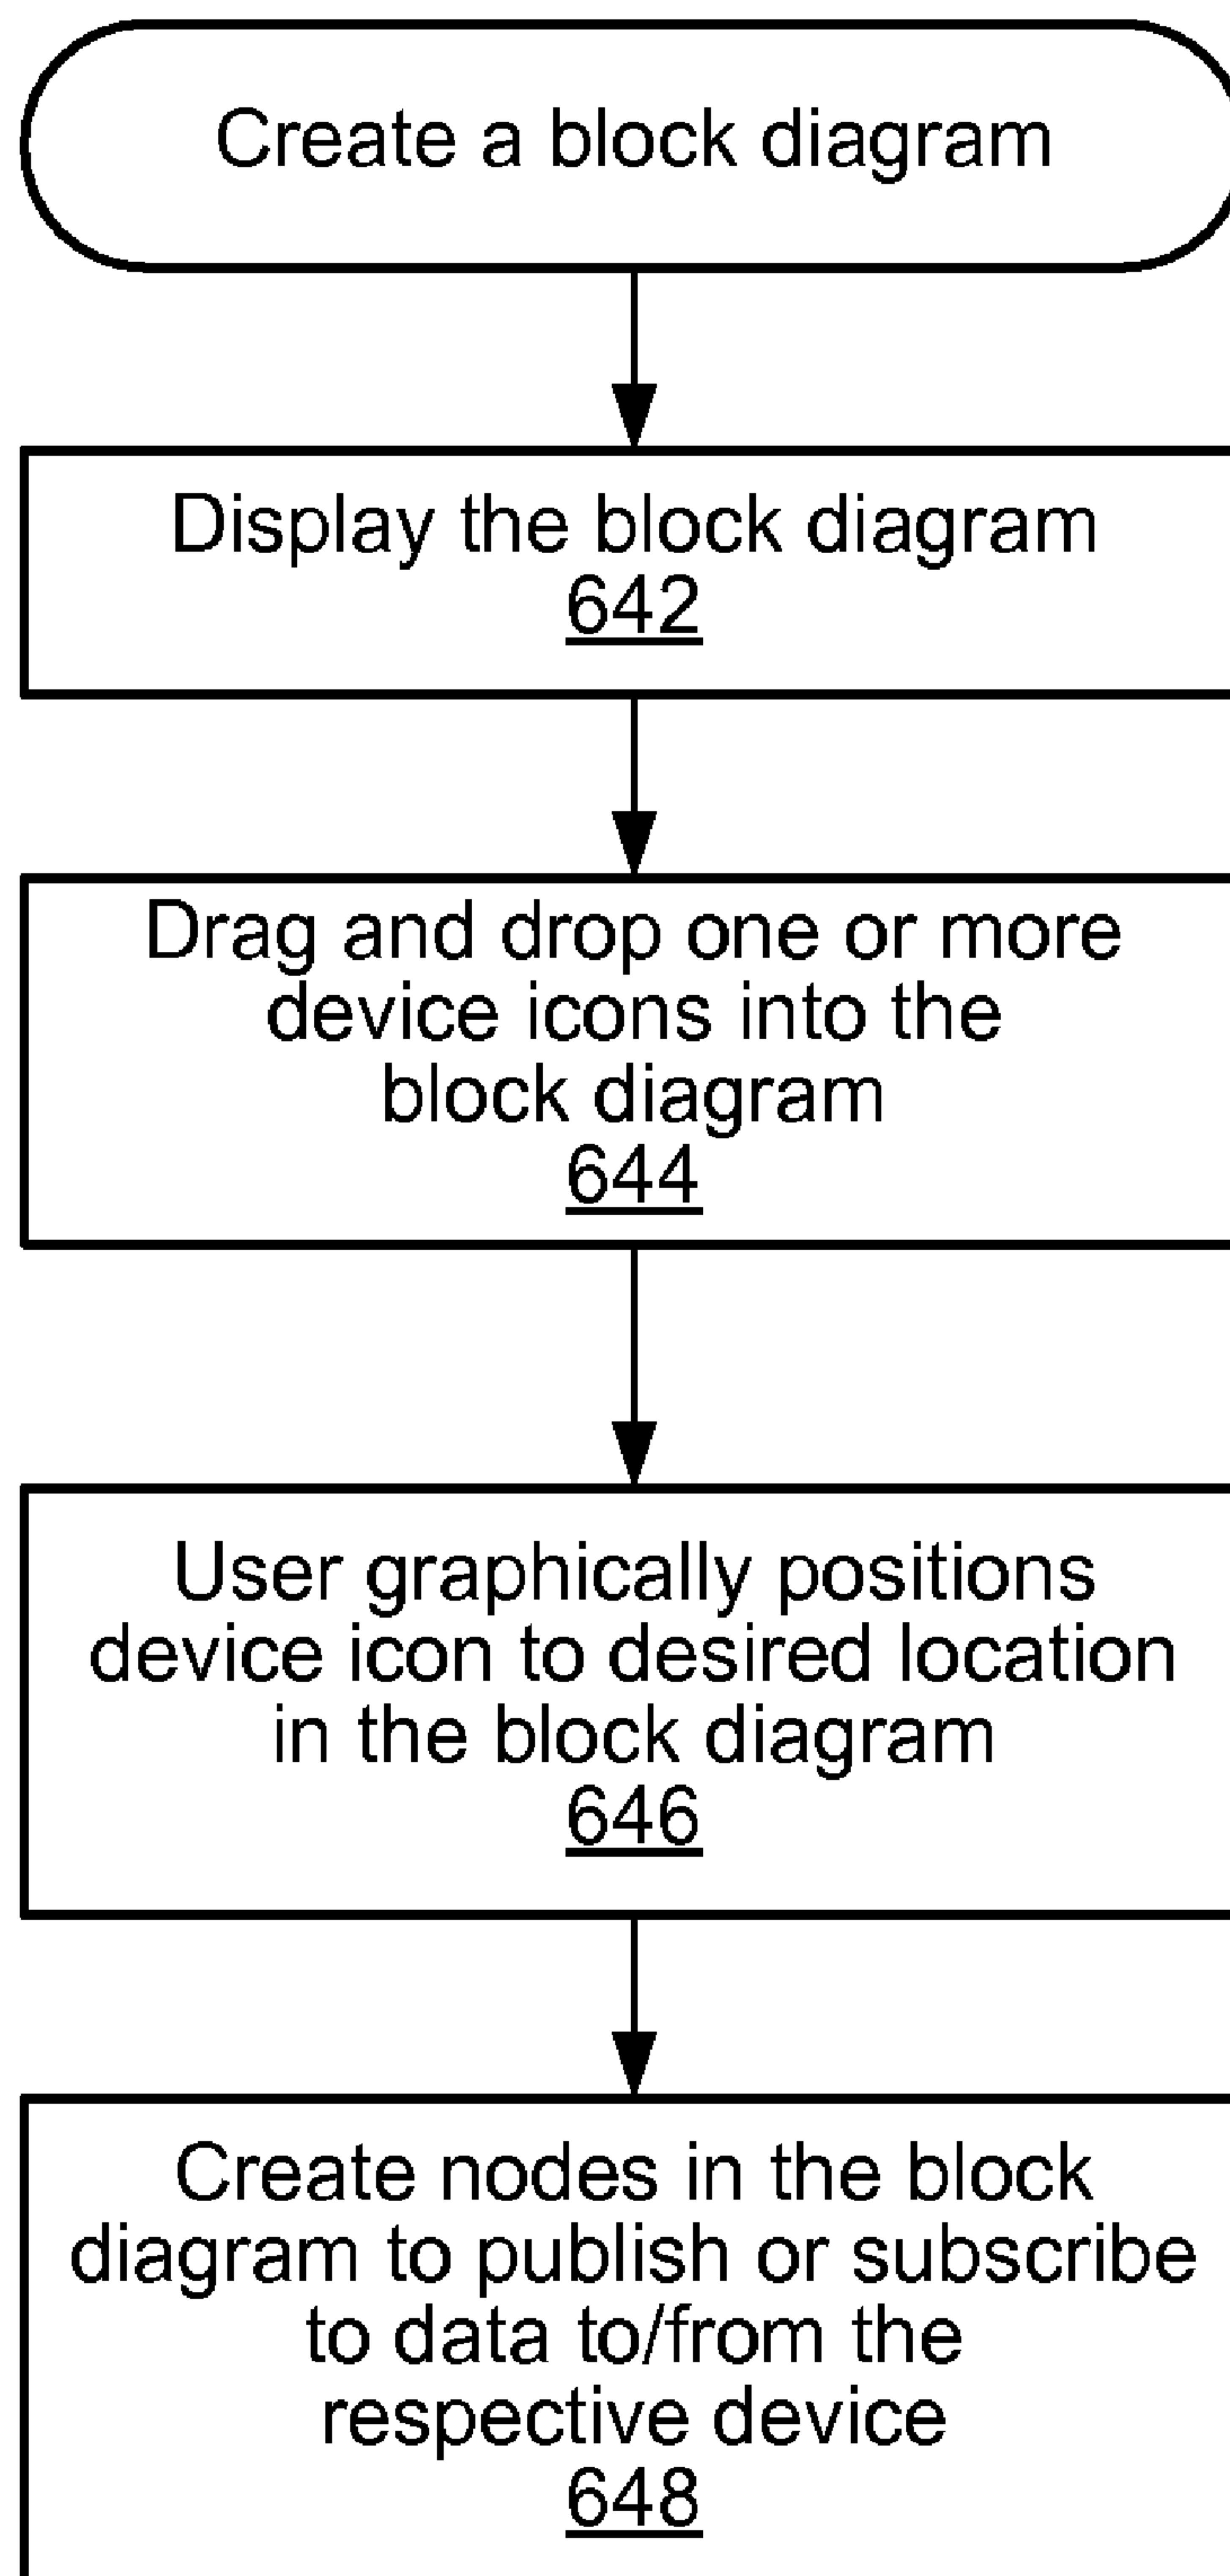 Create a block diagram
Display the block diagram
642
Drag and drop one or more
device icons into the
block diagram
644
User graphically positions
device icon to desired location
in the block diagram
646
Create nodes in the block
diagram to publish or subscribe
to data to/from the
respective device
648